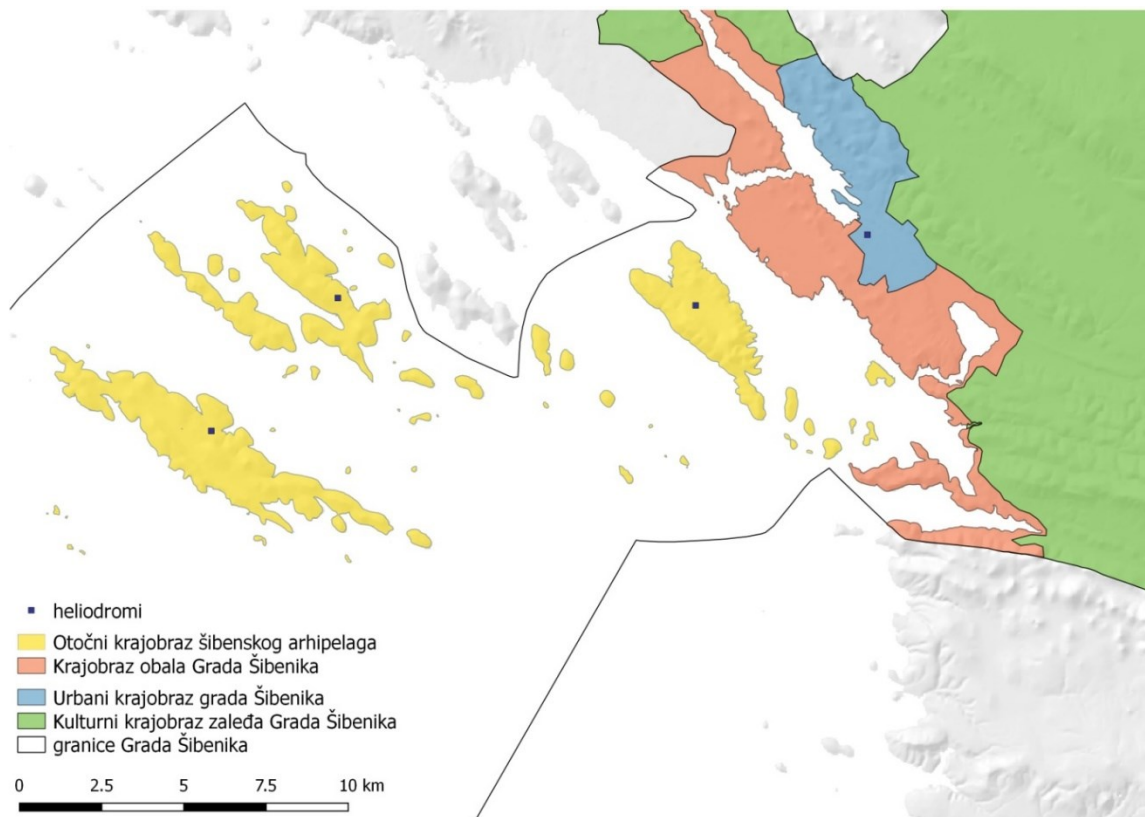 heliodromi
Otočni krajobraz šibenskog arhipelaga
Krajobraz obala Grada Šibenika
Urbani krajobraz grada Šibenika
Kulturni krajobraz zaleđa Grada Šibenika
granice Grada Šibenika
0 2.5 5 7.5 10 km